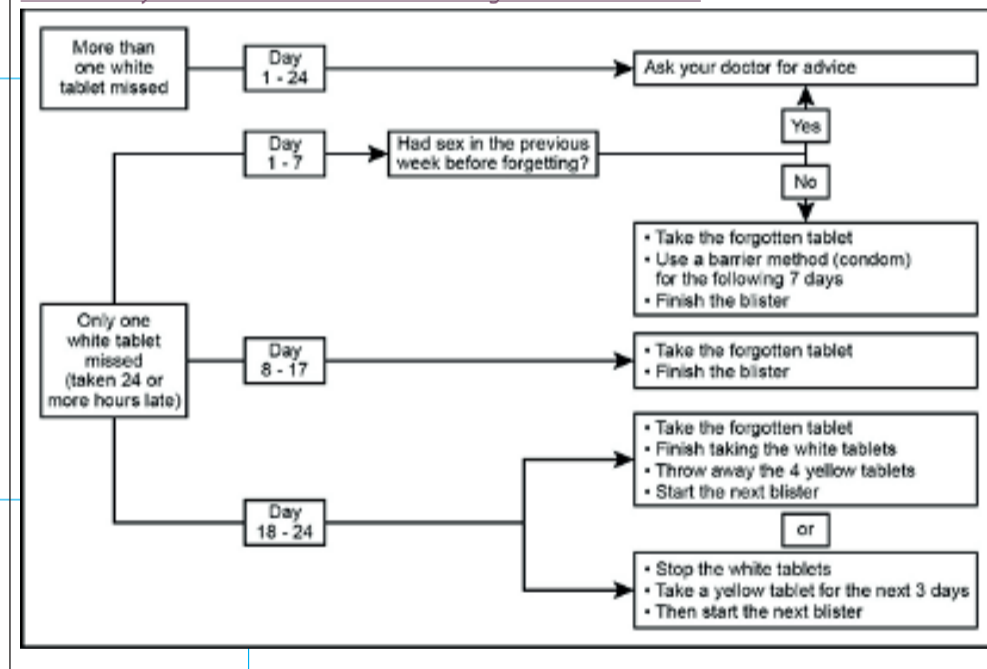 More than
one white
tablet missed
Day
1 - 24
Ask your doctor for advice
Yes
Day
1 - 7
Had sex in the previous
week before forgetting?
No
• Take the forgotten tablet
• Use a barrier method (condom)
for the following 7 days
• Finish the blister
Only one
white tablet
missed
(taken 24 or
more hours late)
Day
8 - 17
• Take the forgotten tablet
• Finish the blister
• Take the forgotten tablet
• Finish taking the white tablets
• Throw away the 4 yellow tablets
• Start the next blister
Day
18 - 24
or
• Stop the white tablets
• Take a yellow tablet for the next 3 days
• Then start the next blister